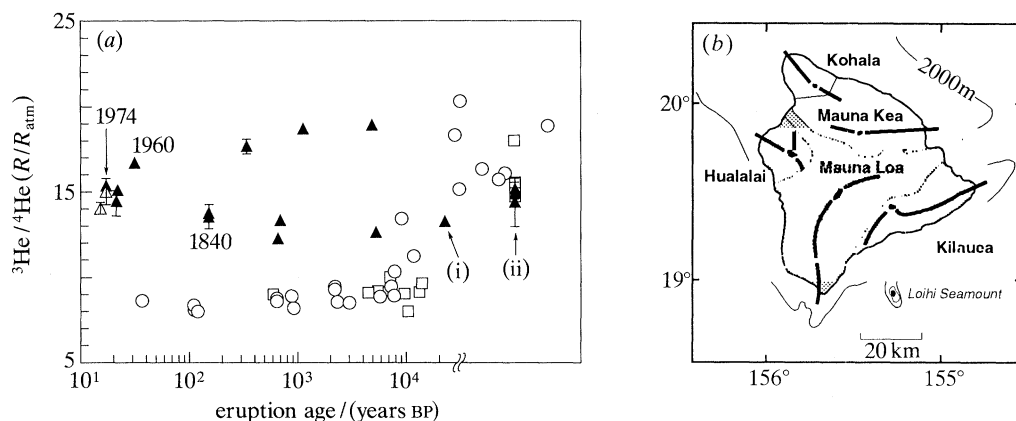 (a)
25
15
5
³He/⁴He (R/Rₐₜₘ)
1974
1960
1840
(i)
(ii)
10¹ 10² 10³ 10⁴
eruption age/(years BP)
(b)
Kohala
2000m
20°
Mauna Kea
Mauna Loa
Hualalai
Kilauea
19°
Loihi Seamount
20 km
156° 155°